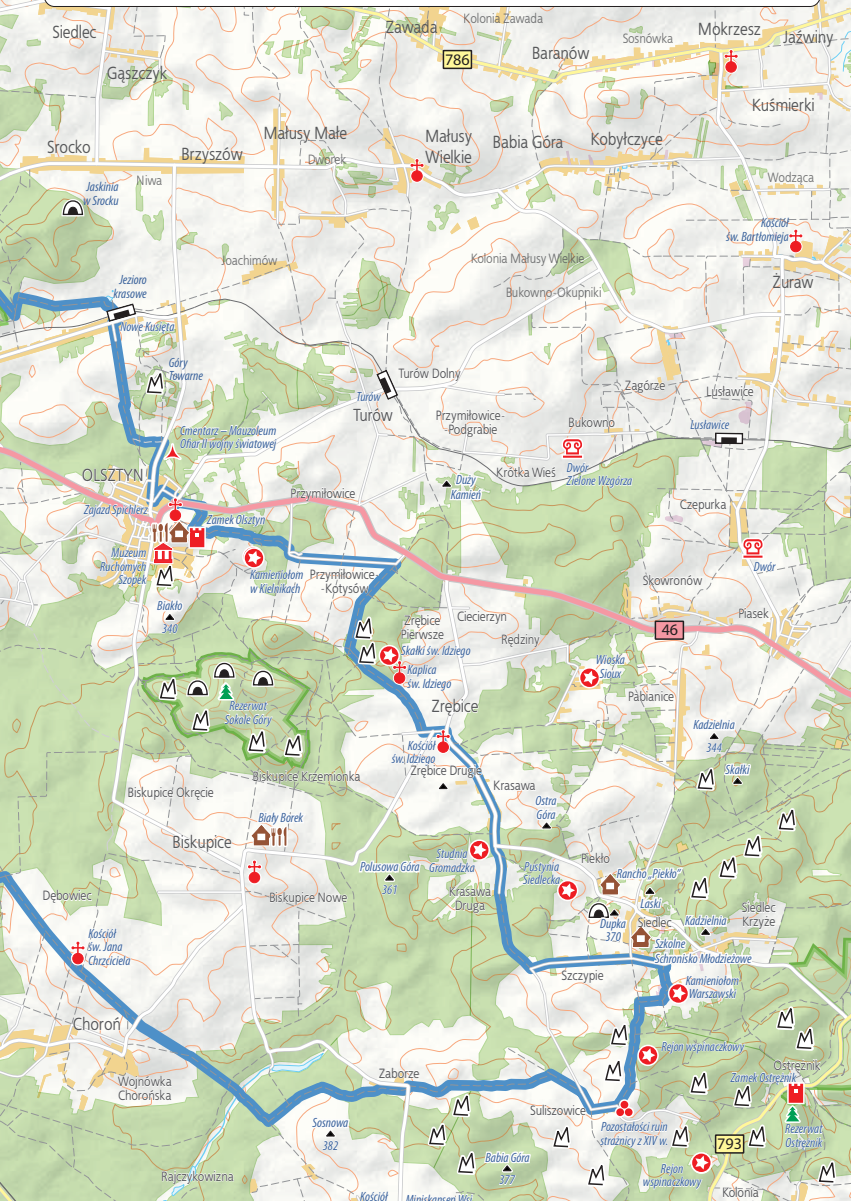 Siedlec
Zawada
Kolonia Zawada
Mokrzesz
Jaźwiny
Sosnówka
Baranów
786
Gąszczyk
Kuśmierki
Małusy Małe
Małusy
Wielkie
Babia Góra
Kobyłczyce
Srocko
Brzyszów
Dworek
Niwa
Wodząca
Jaskinia
w Srocku
Kościół
św. Bartłomieja
Joachimów
Kolonia Małusy Wielkie
Żuraw
Jezioro
krasowe
Bukowno-Okupniki
Nowe Kusięta
Góry
Towarne
Turów Dolny
Zagórze
Lusławice
Turów
Turów
Przymiłowice-
-Podgrabie
Bukowno
Lusławice
Cmentarz – Mauzoleum
Ofiar II wojny światowej
OLSZTYN
Krótka Wieś
Dwór
Zielone Wzgórza
Duży
Kamień
Przymiłowice
Czepurka
Zajazd Spichlerz
Zamek Olsztyn
Muzeum
Ruchomych
Szopek
Kamieniołom
w Kielnikach
Przymiłowice-
-Kotysów
Dwór
Skowronów
Biakło
340
Zrębice
Pierwsze
Ciecierzyn
Piasek
46
Rędziny
Skałki św. Idziego
Kaplica
św. Idziego
Wioska
Sioux
Pabianice
Rezerwat
Sokole Góry
Zrębice
Kadzielnia
344
Kościół
św. Idziego
Zrębice Drugie
Skałki
Biskupice Krzemionka
Biskupice Okręcie
Krasawa
Ostra
Góra
Biały Borek
Biskupice
Studnia
Gromadzka
Piekło
Polusowa Góra
361
Pustynia
Siedlecka
Rancho „Piekło”
Dębowiec
Biskupice Nowe
Krasawa
Druga
Laski
Dupka
370
Siedlec
Kadzielnia
Siedlec
Krzyże
Kościół
św. Jana
Chrzciciela
Szkolne
Schronisko Młodzieżowe
Szczypie
Kamieniołom
Warszawski
Choroń
Rejon wspinaczkowy
Ostrężnik
Zamek Ostrężnik
Wojnówka
Chorońska
Zaborze
Suliszowice
Sosnowa
382
Pozostałości ruin
strażnicy z XIV w.
Rezerwat
Ostrężnik
793
Babia Góra
377
Rejon
wspinaczkowy
Rajczykowizna
Kolonia
Kościół